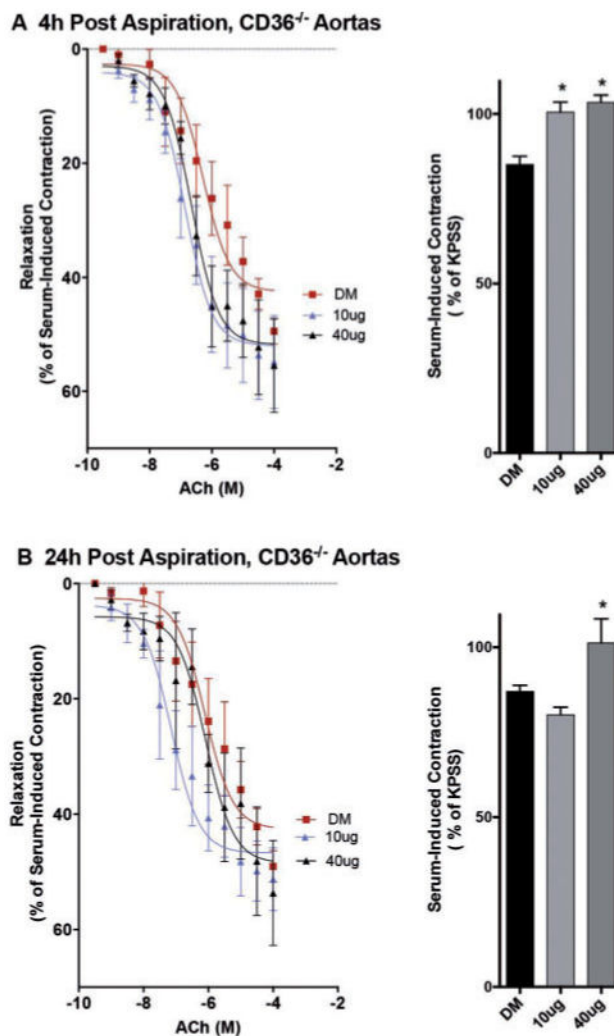 A 4h Post Aspiration, CD36-/- Aortas
0
20
40
60
Relaxation
(% of Serum-Induced Contraction)
-10
-8
-6
-4
-2
ACh (M)
DM
10ug
40ug
* *
100
50
0
Serum-Induced Contraction
( % of KPSS)
DM
10ug
40ug
B 24h Post Aspiration, CD36-/- Aortas
0
20
40
60
Relaxation
(% of Serum-Induced Contraction)
-10
-8
-6
-4
-2
ACh (M)
DM
10ug
40ug
*
100
50
0
Serum-Induced Contraction
( % of KPSS)
DM
10ug
40ug